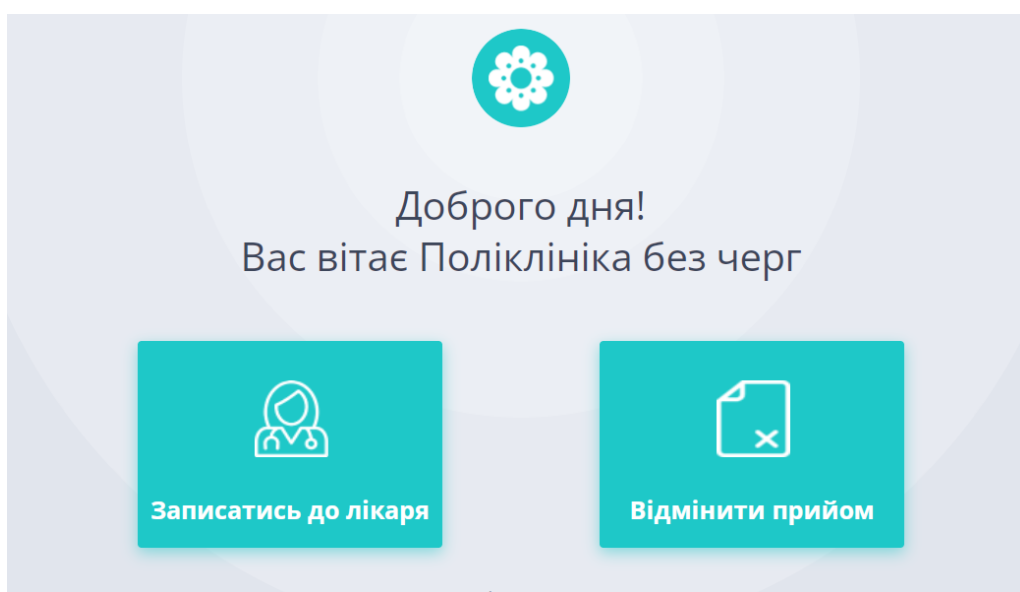 Доброго дня!
Вас вітає Поліклініка без черг
Записатись до лікаря
Відмінити прийом